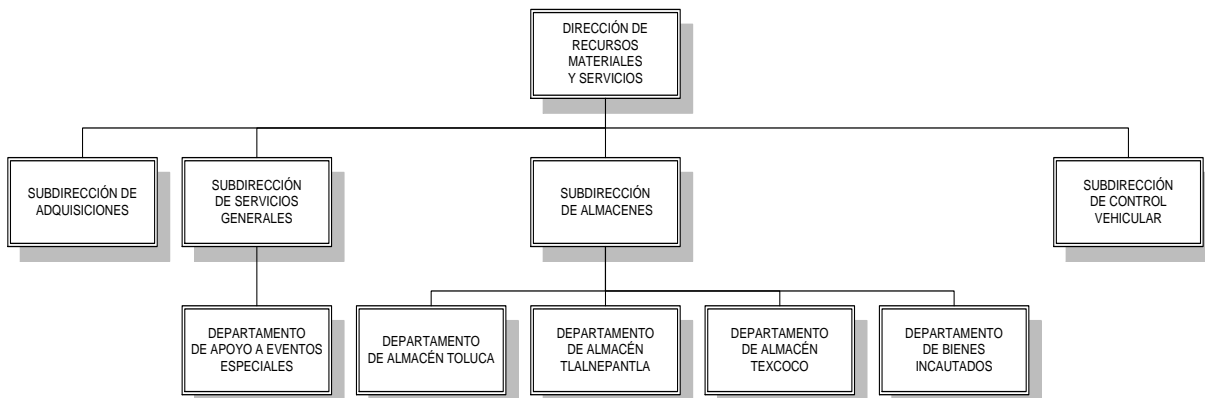 DIRECCIÓN DE
RECURSOS
MATERIALES
Y SERVICIOS
SUBDIRECCIÓN DE
ADQUISICIONES
SUBDIRECCIÓN
DE SERVICIOS
GENERALES
SUBDIRECCIÓN
DE ALMACENES
SUBDIRECCIÓN
DE CONTROL
VEHICULAR
DEPARTAMENTO
DE APOYO A EVENTOS
ESPECIALES
DEPARTAMENTO
DE ALMACÉN TOLUCA
DEPARTAMENTO
DE ALMACÉN
TLALNEPANTLA
DEPARTAMENTO
DE ALMACÉN
TEXCOCO
DEPARTAMENTO
DE BIENES
INCAUTADOS